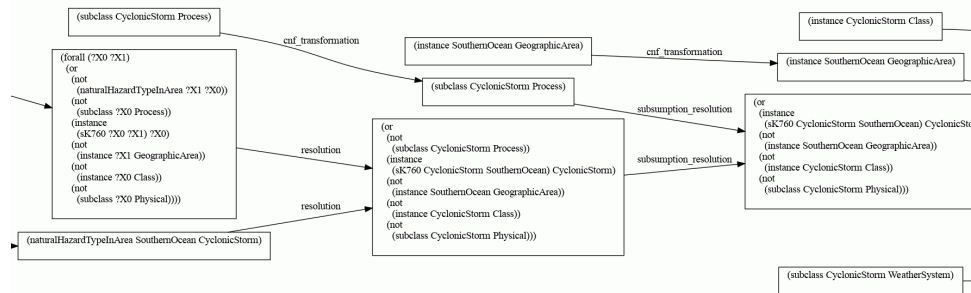 (subclass CyclonicStorm Process)
cnf_transformation
(instance SouthernOcean GeographicArea)
cnf_transformation
(instance CyclonicStorm Class)
(instance SouthernOcean GeographicArea)
(forall (?X0 ?X1)
(or
(not
(naturalHazardTypeInArea ?X1 ?X0))
(not
(subclass ?X0 Process))
(instance
(sK760 ?X0 ?X1) ?X0)
(not
(instance ?X1 GeographicArea))
(not
(instance ?X0 Class))
(not
(subclass ?X0 Physical))))
(subclass CyclonicStorm Process)
subsumption_resolution
resolution
(or
(not
(subclass CyclonicStorm Process))
(instance
(sK760 CyclonicStorm SouthernOcean) CyclonicStorm)
(not
(instance SouthernOcean GeographicArea))
(not
(instance CyclonicStorm Class))
(not
(subclass CyclonicStorm Physical)))
subsumption_resolution
(or
(instance
(sK760 CyclonicStorm SouthernOcean) CyclonicSto
(not
(instance SouthernOcean GeographicArea))
(not
(instance CyclonicStorm Class))
(not
(subclass CyclonicStorm Physical)))
resolution
(naturalHazardTypeInArea SouthernOcean CyclonicStorm)
(subclass CyclonicStorm WeatherSystem)